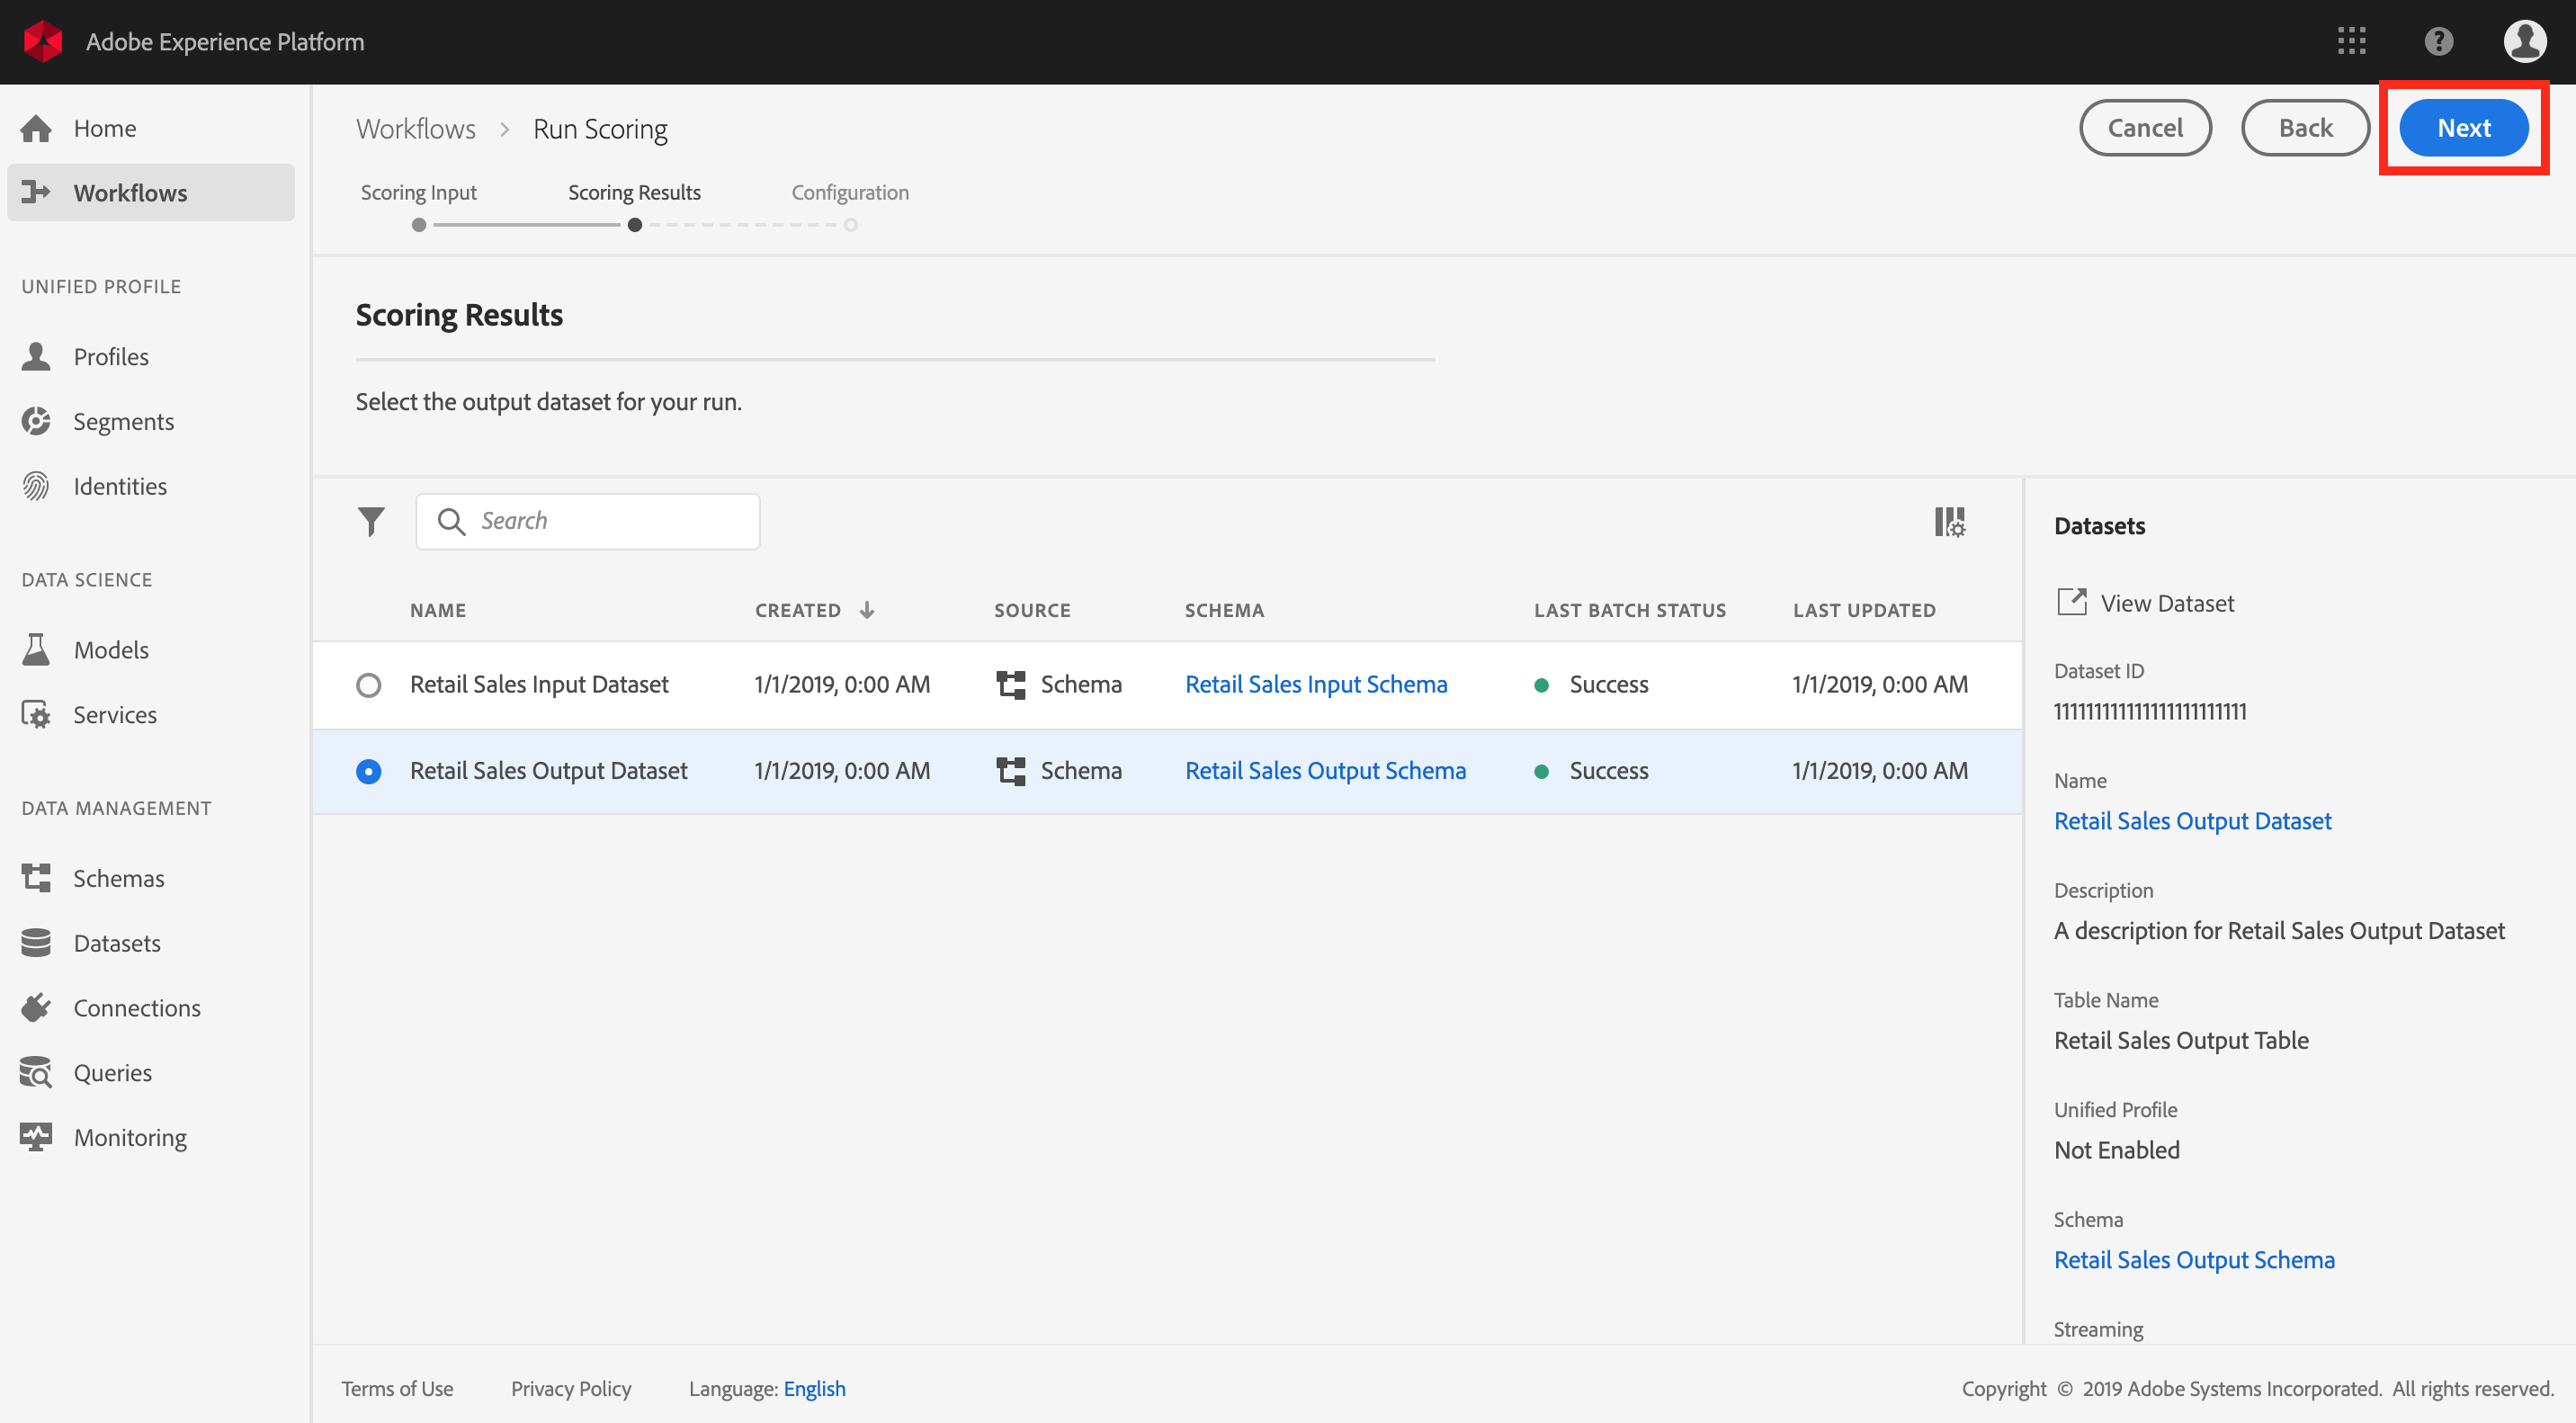 Adobe Experience Platform
?
Home
Workflows
UNIFIED PROFILE
Profiles
Segments
Identities
DATA SCIENCE
Models
Services
DATA MANAGEMENT
Schemas
Datasets
Connections
Queries
Monitoring
Workflows > Run Scoring
Cancel Back Next
Scoring Input Scoring Results Configuration
Scoring Results
Select the output dataset for your run.
Search
NAME CREATED ↓ SOURCE SCHEMA LAST BATCH STATUS LAST UPDATED
Retail Sales Input Dataset 1/1/2019, 0:00 AM Schema Retail Sales Input Schema Success 1/1/2019, 0:00 AM
Retail Sales Output Dataset 1/1/2019, 0:00 AM Schema Retail Sales Output Schema Success 1/1/2019, 0:00 AM
Datasets
View Dataset
Dataset ID
Name
Retail Sales Output Dataset
Description
A description for Retail Sales Output Dataset
Table Name
Retail Sales Output Table
Unified Profile
Not Enabled
Schema
Retail Sales Output Schema
Streaming
Terms of Use Privacy Policy Language: English
Copyright © 2019 Adobe Systems Incorporated. All rights reserved.